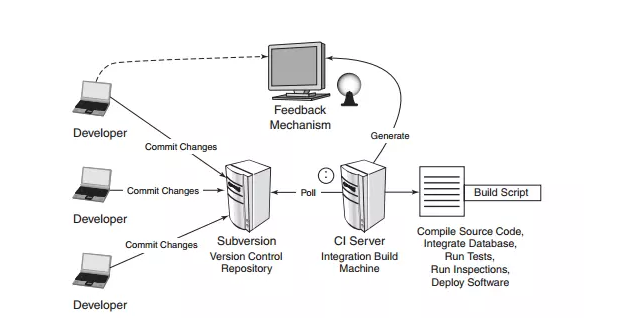 Feedback
Mechanism
Developer
Generate
Commit Changes
Commit Changes
Poll
Build Script
Developer
Commit Changes
Subversion
Version Control
Repository
CI Server
Integration Build
Machine
Compile Source Code,
Integrate Database,
Run Tests,
Run Inspections,
Deploy Software
Developer